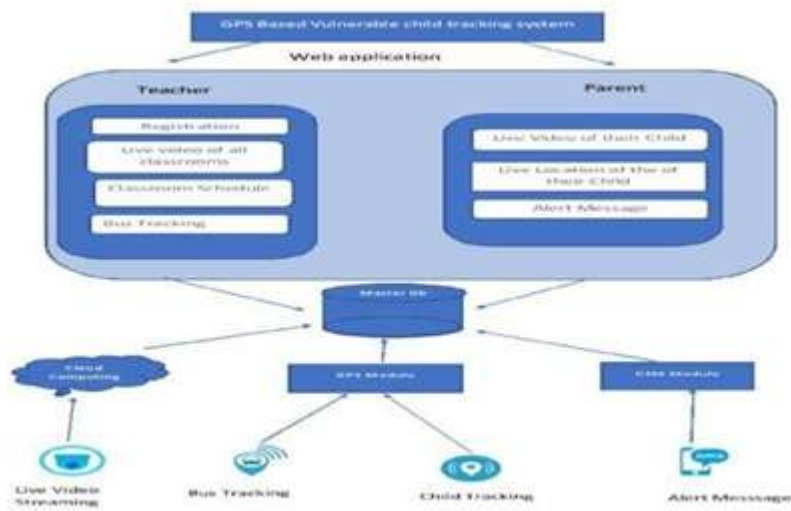 GPS Based Vulnerable child tracking system
Web application
Teacher
Parent
Registration
Live video of all
classrooms
Classroom Schedule
Bus Tracking
Live Video of their Child
Live Location of the of
their Child
Alert Message
Master Db
Cloud
Computing
GPS Module
GSM Module
Live Video
Streaming
Bus Tracking
Child Tracking
Alert Messsage